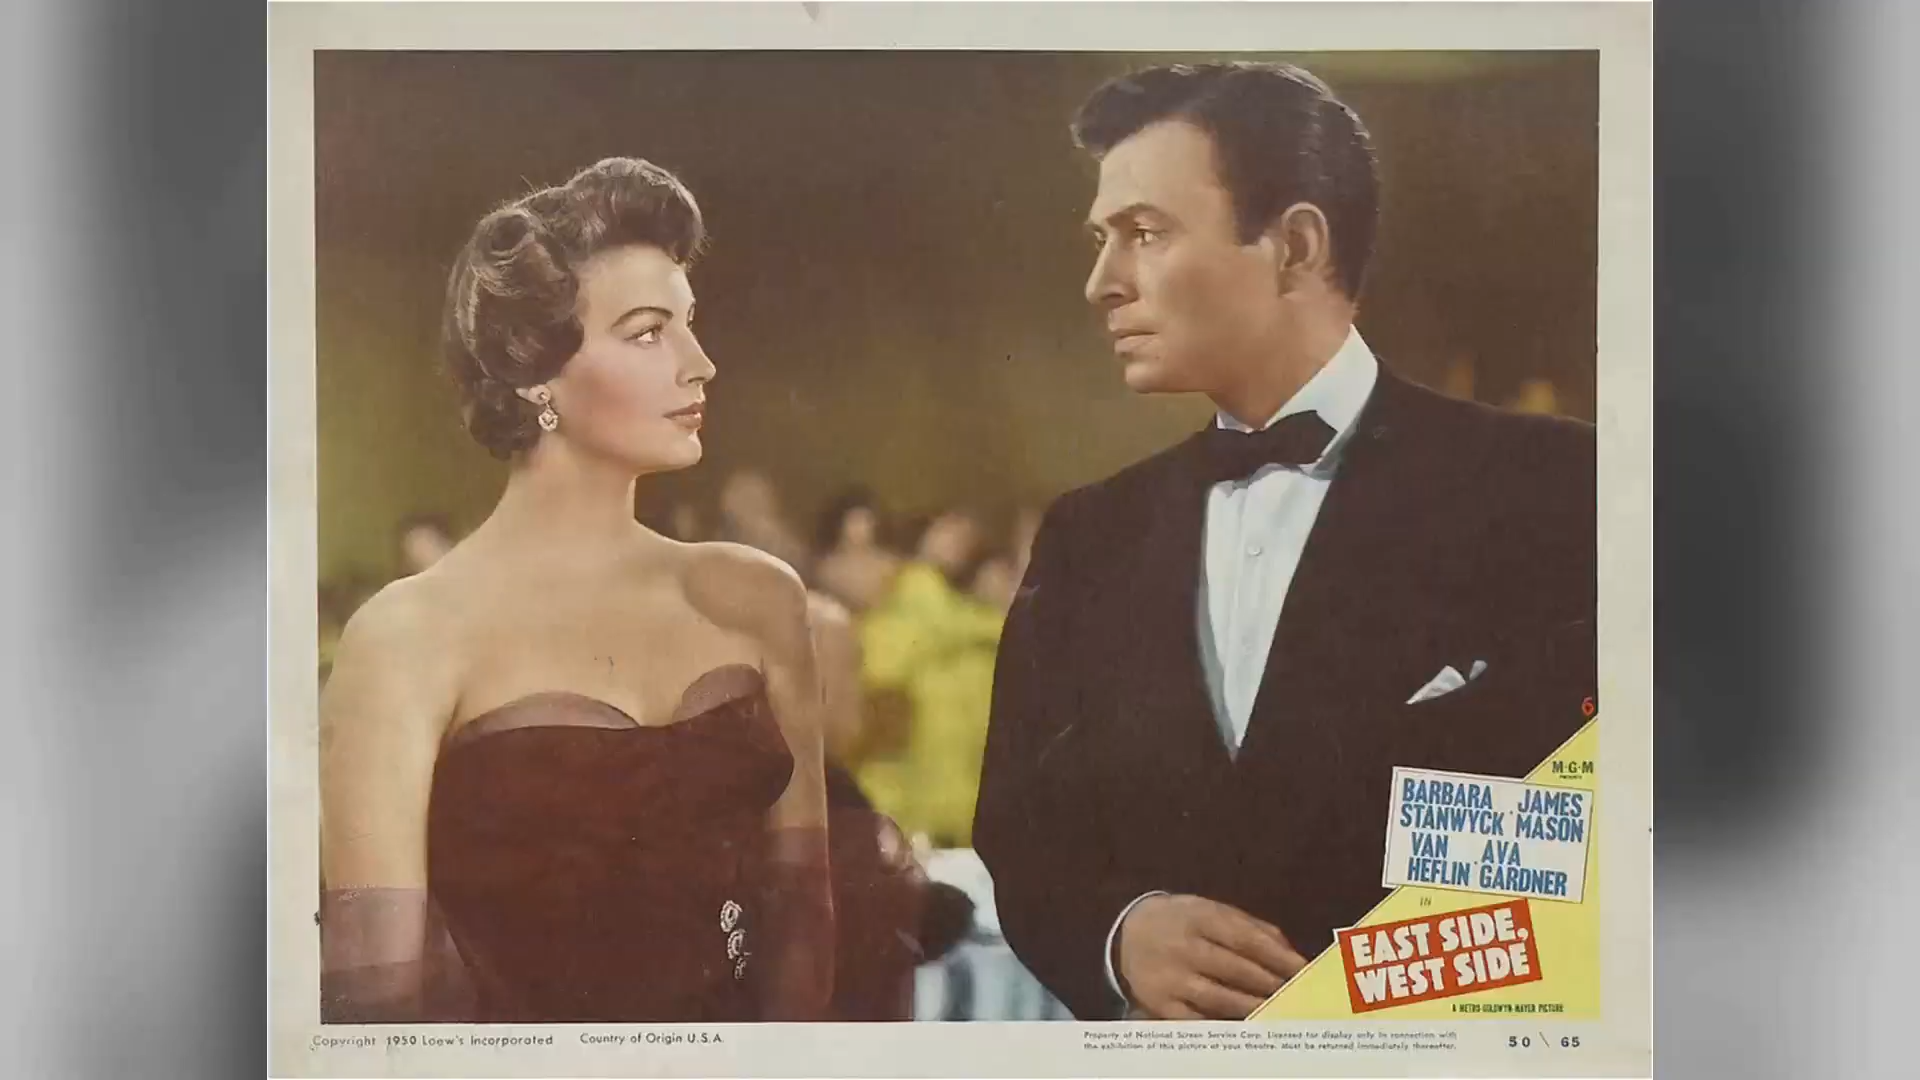 6
M-G-M
PRESENTS
BARBARA STANWYCK
JAMES MASON
VAN HEFLIN
AVA GARDNER
IN
EAST SIDE,
WEST SIDE
A METRO-GOLDWYN-MAYER PICTURE
Copyright 1950 Loew's Incorporated
Country of Origin U.S.A.
Property of National Screen Service Corp. Licensed for display only in connection with
the exhibition of this picture at your theatre. Must be returned immediately thereafter.
50 \ 65